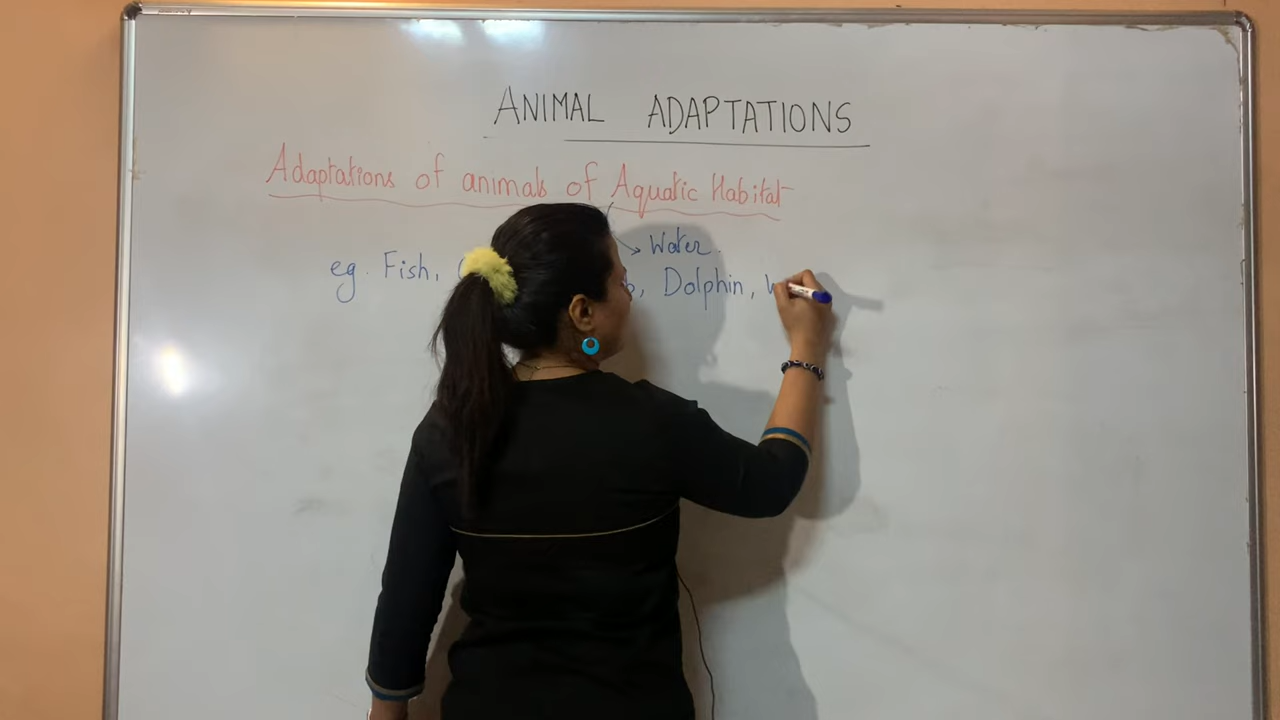 ANIMAL ADAPTATIONS
Adaptations of animals of Aquatic Habitat
Water.
eg. Fish, Dolphin,